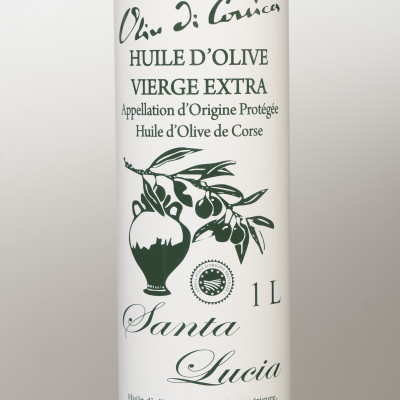 Oliu di Corsica
HUILE D'OLIVE
VIERGE EXTRA
Appellation d'Origine Protégée
Huile d'Olive de Corse
1 L
Santa
Lucia